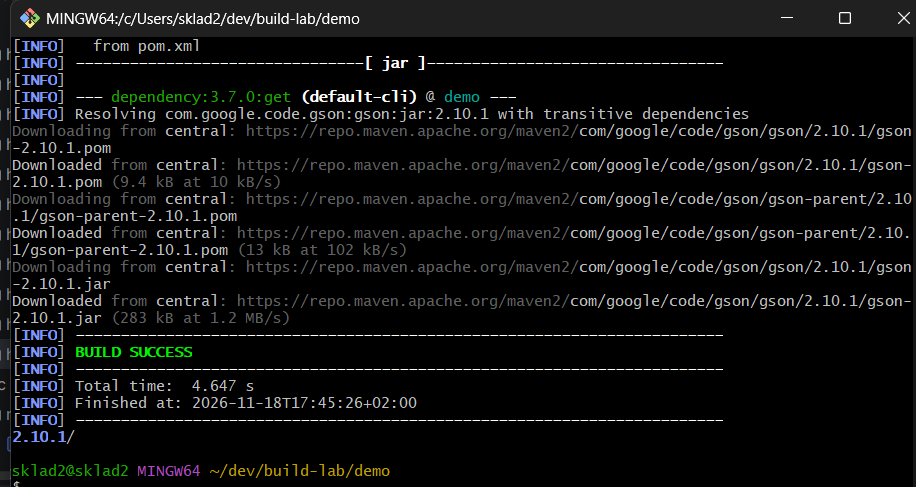 MINGW64:/c/Users/sklad2/dev/build-lab/demo
[INFO]   from pom.xml
[INFO] --------------------------------[ jar ]---------------------------------
[INFO]
[INFO] --- dependency:3.7.0:get (default-cli) @ demo ---
[INFO] Resolving com.google.code.gson:gson:jar:2.10.1 with transitive dependencies
Downloading from central: https://repo.maven.apache.org/maven2/com/google/code/gson/gson/2.10.1/gson
-2.10.1.pom
Downloaded from central: https://repo.maven.apache.org/maven2/com/google/code/gson/gson/2.10.1/gson-
2.10.1.pom (9.4 kB at 10 kB/s)
Downloading from central: https://repo.maven.apache.org/maven2/com/google/code/gson/gson-parent/2.10
.1/gson-parent-2.10.1.pom
Downloaded from central: https://repo.maven.apache.org/maven2/com/google/code/gson/gson-parent/2.10.
1/gson-parent-2.10.1.pom (13 kB at 102 kB/s)
Downloading from central: https://repo.maven.apache.org/maven2/com/google/code/gson/gson/2.10.1/gson
-2.10.1.jar
Downloaded from central: https://repo.maven.apache.org/maven2/com/google/code/gson/gson/2.10.1/gson-
2.10.1.jar (283 kB at 1.2 MB/s)
[INFO] ------------------------------------------------------------------------
[INFO] BUILD SUCCESS
[INFO] ------------------------------------------------------------------------
[INFO] Total time:  4.647 s
[INFO] Finished at: 2026-11-18T17:45:26+02:00
[INFO] ------------------------------------------------------------------------
2.10.1/
sklad2@sklad2 MINGW64 ~/dev/build-lab/demo
$